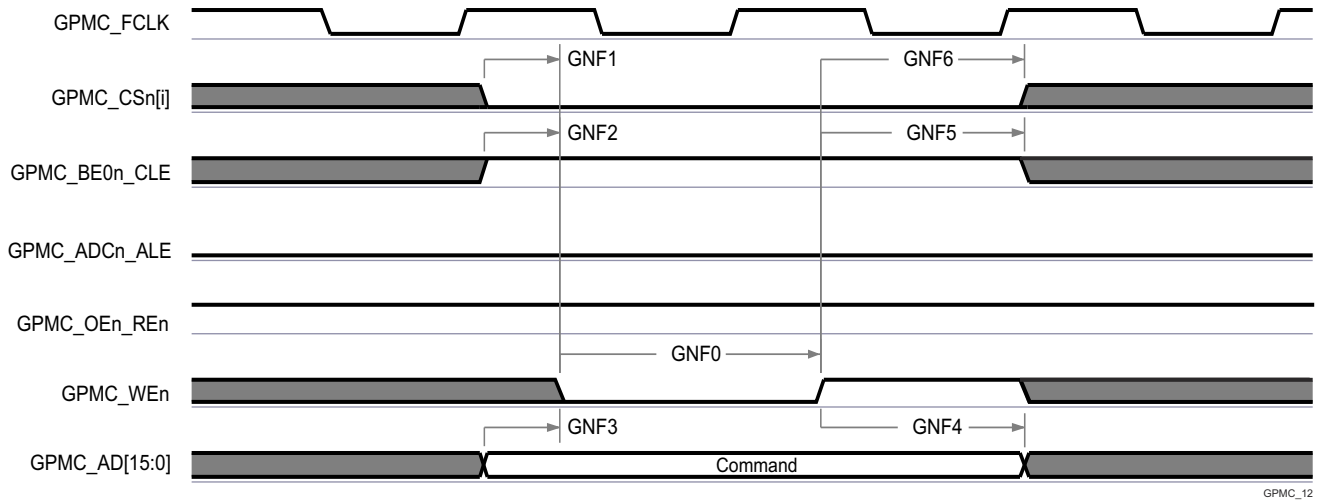 GPMC_FCLK
GNF1
GNF6
GPMC_CSn[i]
GNF2
GNF5
GPMC_BE0n_CLE
GPMC_ADCn_ALE
GPMC_OEn_REn
GNF0
GPMC_WEn
GNF3
GNF4
GPMC_AD[15:0]
Command
GPMC_12